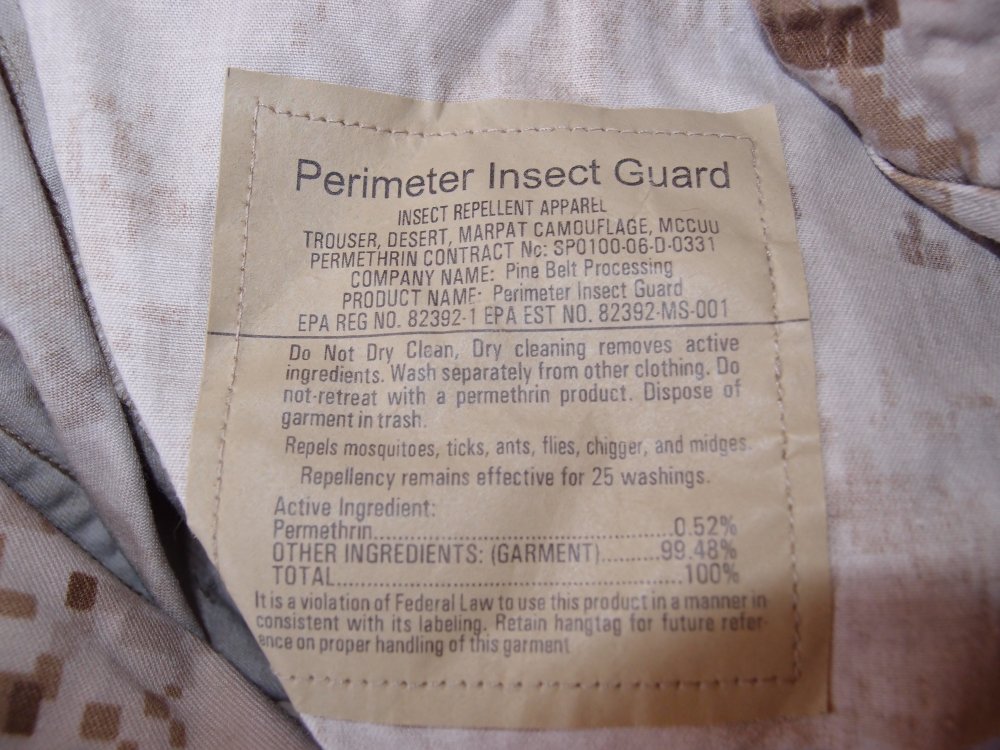 Perimeter Insect Guard
INSECT REPELLENT APPAREL
TROUSER, DESERT, MARPAT CAMOUFLAGE, MCCUU
PERMETHRIN CONTRACT No: SPO100-06-D-0331
COMPANY NAME: Pine Belt Processing
PRODUCT NAME: Perimeter Insect Guard
EPA REG NO. 82392-1 EPA EST NO. 82392-MS-001
Do Not Dry Clean, Dry cleaning removes active
ingredients. Wash separately from other clothing. Do
not-retreat with a permethrin product. Dispose of
garment in trash.
Repels mosquitoes, ticks, ants, flies, chigger, and midges.
Repellency remains effective for 25 washings.
Active Ingredient:
Permethrin......................................0.52%
OTHER INGREDIENTS: (GARMENT)........99.48%
TOTAL............................................100%
It is a violation of Federal Law to use this product in a manner in
consistent with its labeling. Retain hangtag for future refer-
ence on proper handling of this garment